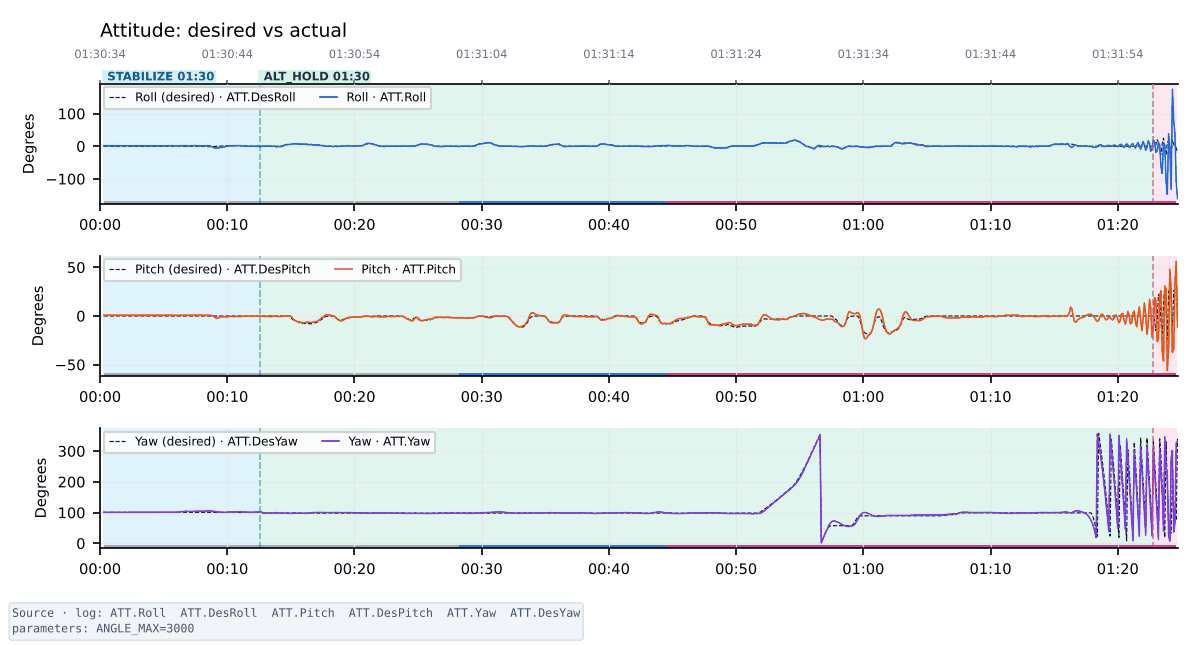 Attitude: desired vs actual
01:30:34 01:30:44 01:30:54 01:31:04 01:31:14 01:31:24 01:31:34 01:31:44 01:31:54
STABILIZE 01:30 ALT_HOLD 01:30
Roll (desired) · ATT.DesRoll Roll · ATT.Roll
Degrees
100
0
−100
00:00 00:10 00:20 00:30 00:40 00:50 01:00 01:10 01:20
Pitch (desired) · ATT.DesPitch Pitch · ATT.Pitch
Degrees
50
0
−50
00:00 00:10 00:20 00:30 00:40 00:50 01:00 01:10 01:20
Yaw (desired) · ATT.DesYaw Yaw · ATT.Yaw
Degrees
300
200
100
0
00:00 00:10 00:20 00:30 00:40 00:50 01:00 01:10 01:20
Source · log: ATT.Roll ATT.DesRoll ATT.Pitch ATT.DesPitch ATT.Yaw ATT.DesYaw
parameters: ANGLE_MAX=3000